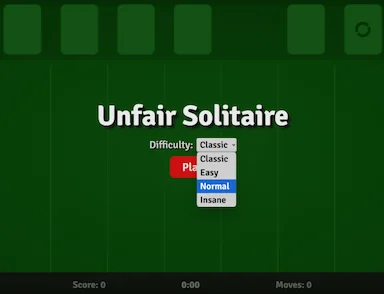 Unfair Solitaire
Difficulty: Classic
Classic
Easy
Normal
Insane
Score: 0 0:00 Moves: 0